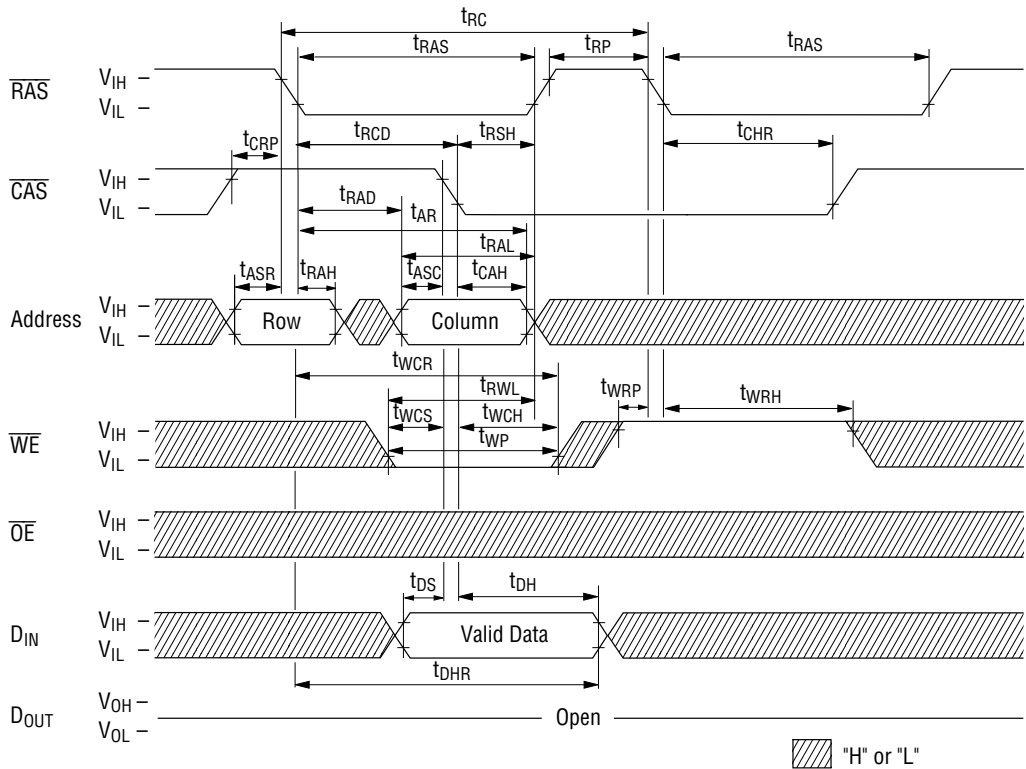 tRC
tRAS tRP tRAS
RAS VIH –
VIL –
tRCD tRSH
tCRP tCHR
CAS VIH –
VIL –
tRAD
tAR
tRAL
tASR tRAH tASC tCAH
Address VIH –
VIL –
Row Column
tWCR
tRWL tWRP tWRH
tWCS tWCH
WE VIH –
VIL –
tWP
OE VIH –
VIL –
tDS tDH
DIN VIH –
VIL –
Valid Data
tDHR
DOUT VOH –
VOL –
Open
"H" or "L"